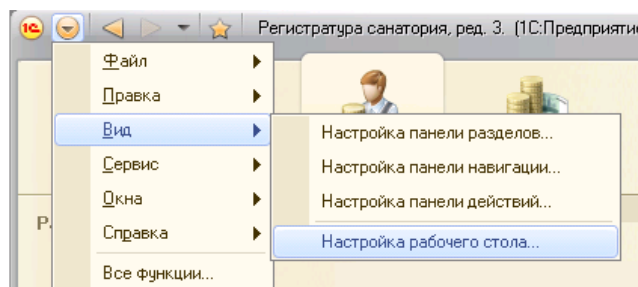 1С Регистратура санатория, ред. 3. (1С:Предприяти
Файл
Правка
Вид
Настройка панели разделов...
Сервис
Настройка панели навигации...
Окна
Настройка панели действий...
Р.
Справка
Настройка рабочего стола...
Все функции...